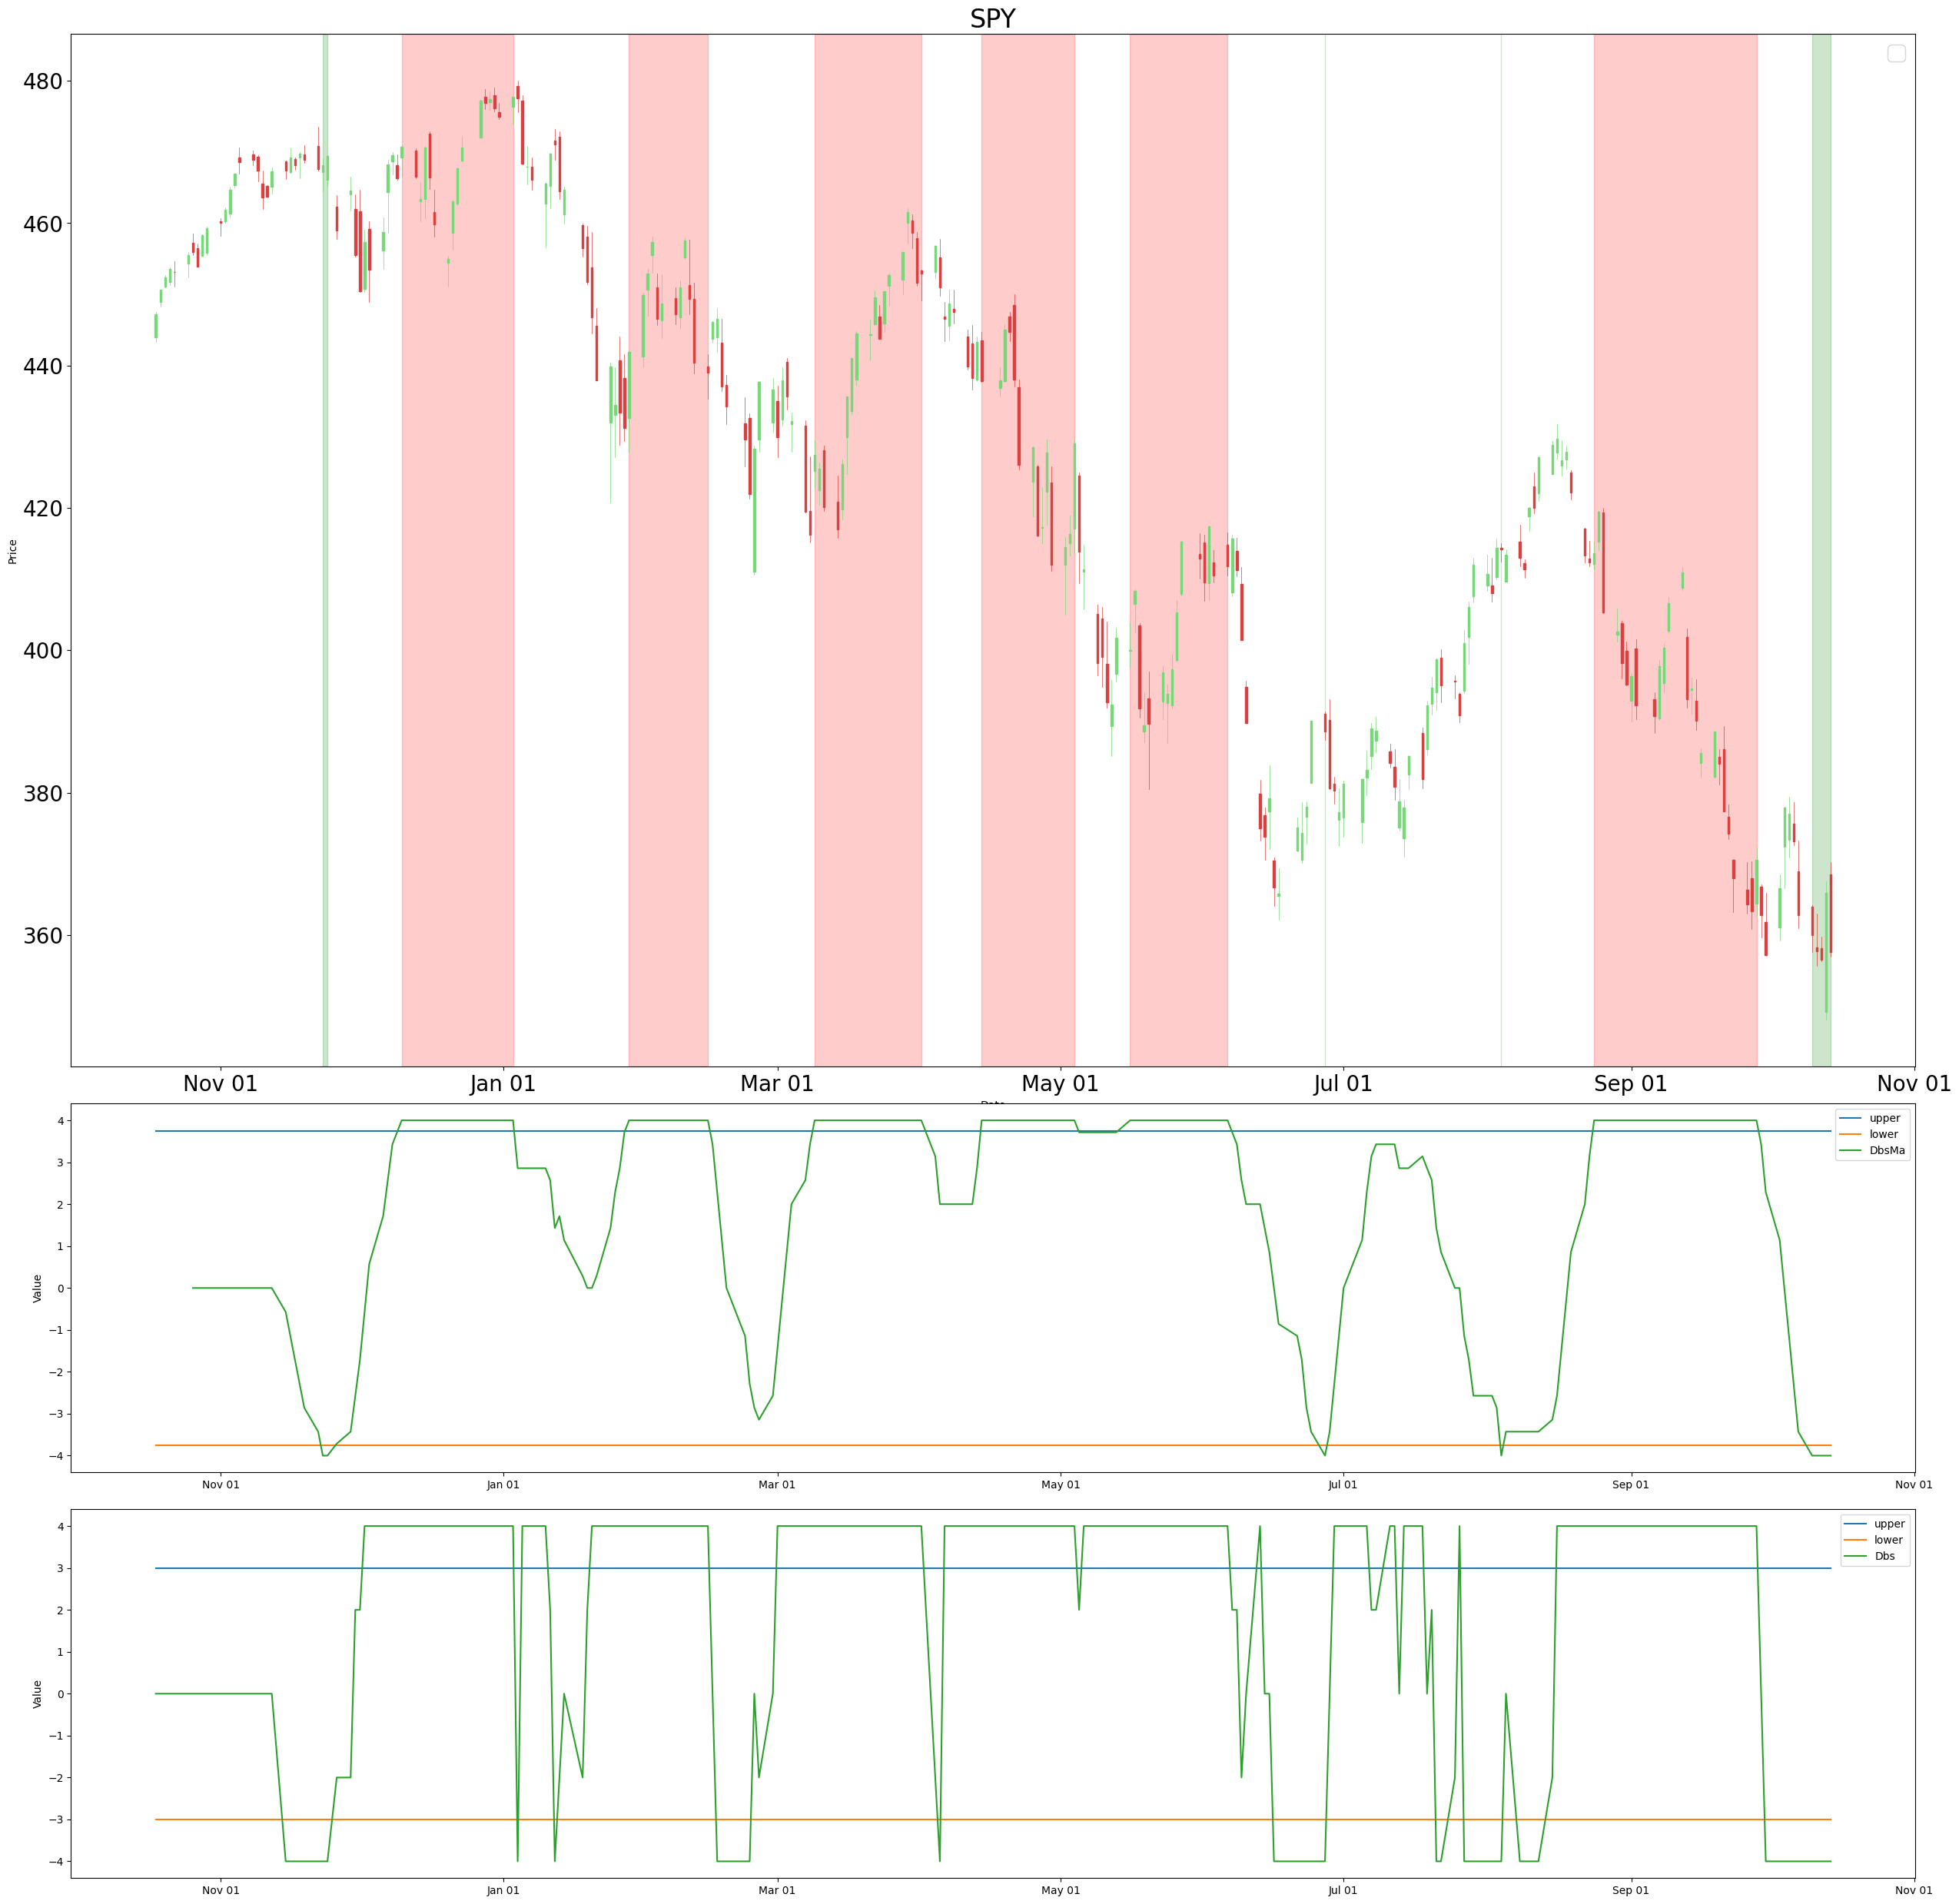 SPY
480
460
440
420
400
380
360
Price
Nov 01 Jan 01 Mar 01 May 01 Jul 01 Sep 01 Nov 01
Date
4
3
2
1
0
−1
−2
−3
−4
Value
upper
lower
DbsMa
Nov 01 Jan 01 Mar 01 May 01 Jul 01 Sep 01 Nov 01
4
3
2
1
0
−1
−2
−3
−4
Value
upper
lower
Dbs
Nov 01 Jan 01 Mar 01 May 01 Jul 01 Sep 01 Nov 01